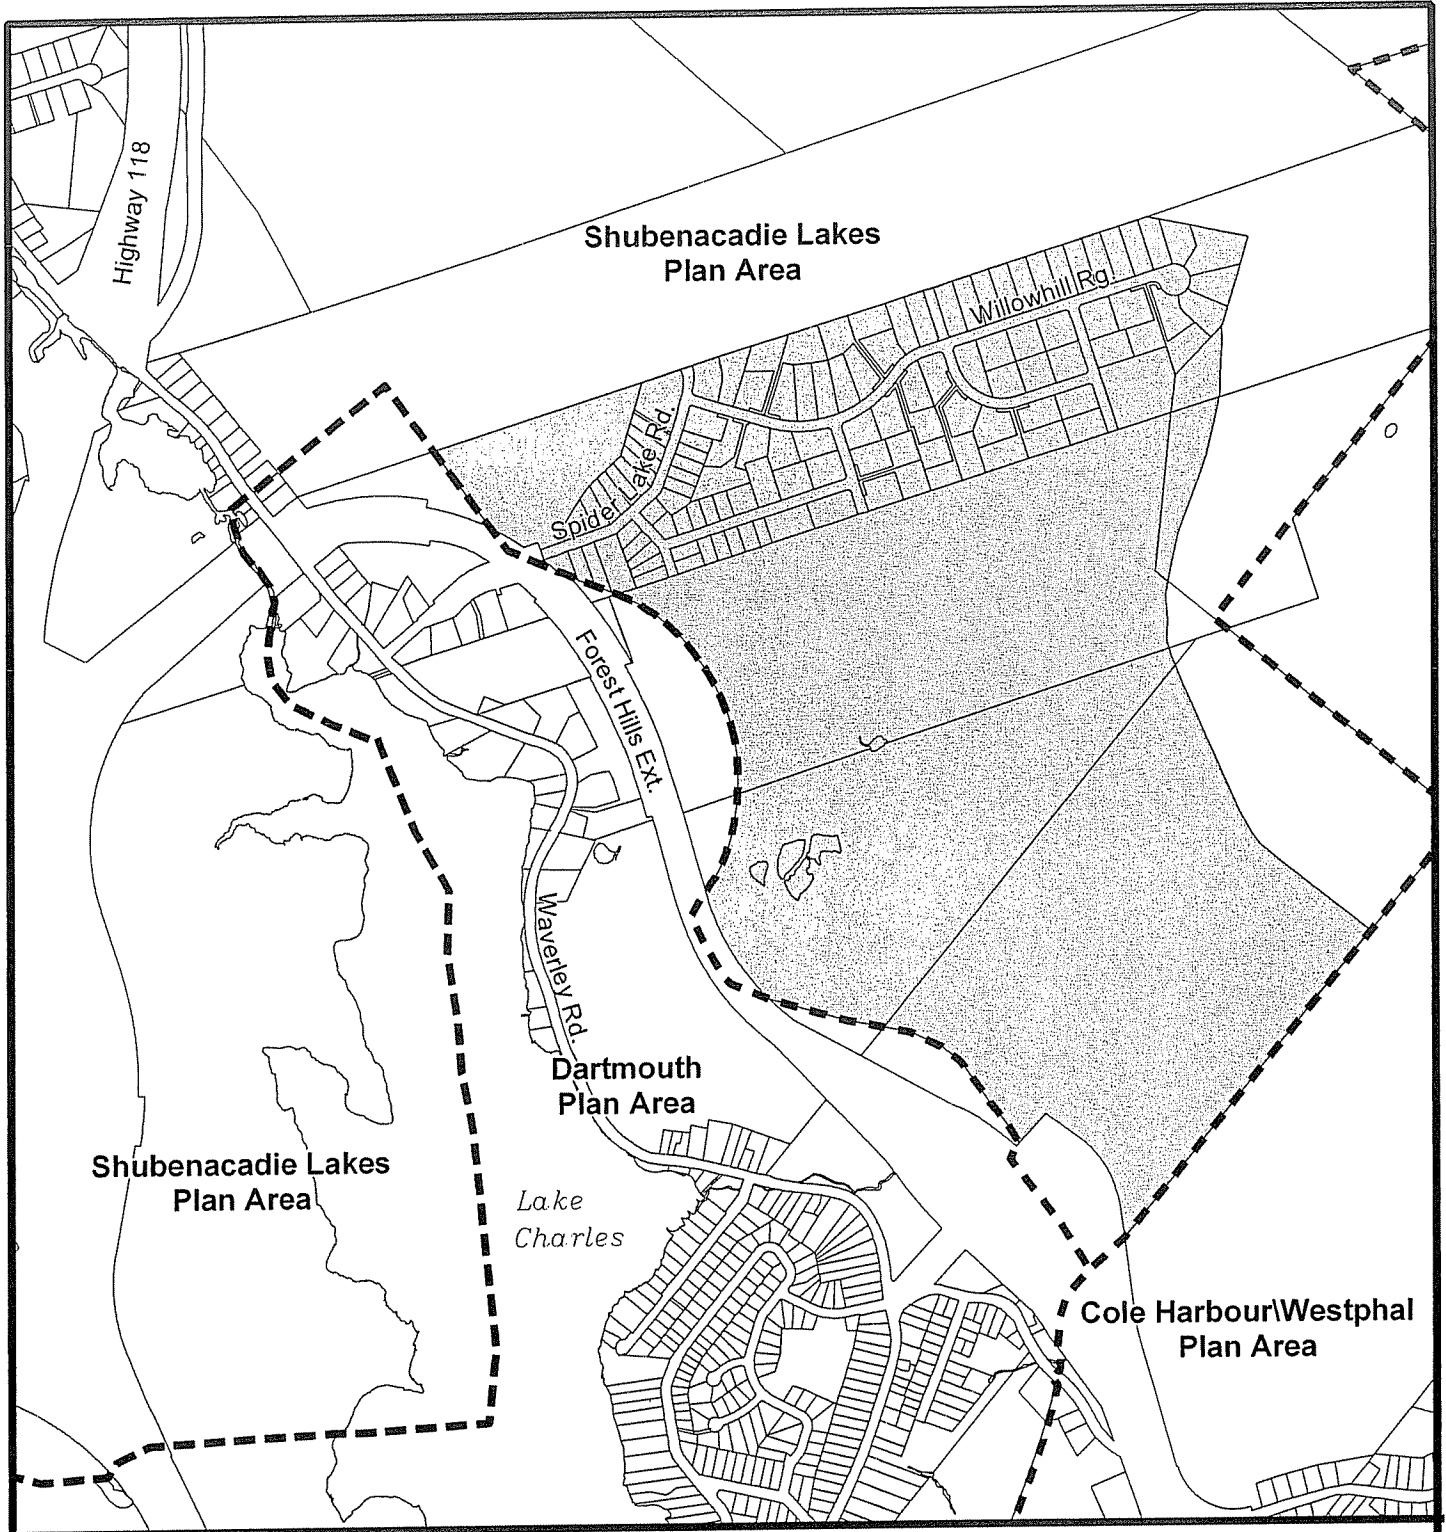 Highway 118
Shubenacadie Lakes
Plan Area
Willowhill Rg.
Spider Lake Rd.
Forest Hills Ext.
Waverley Rd.
Dartmouth
Plan Area
Shubenacadie Lakes
Plan Area
Lake
Charles
Cole Harbour\Westphal
Plan Area